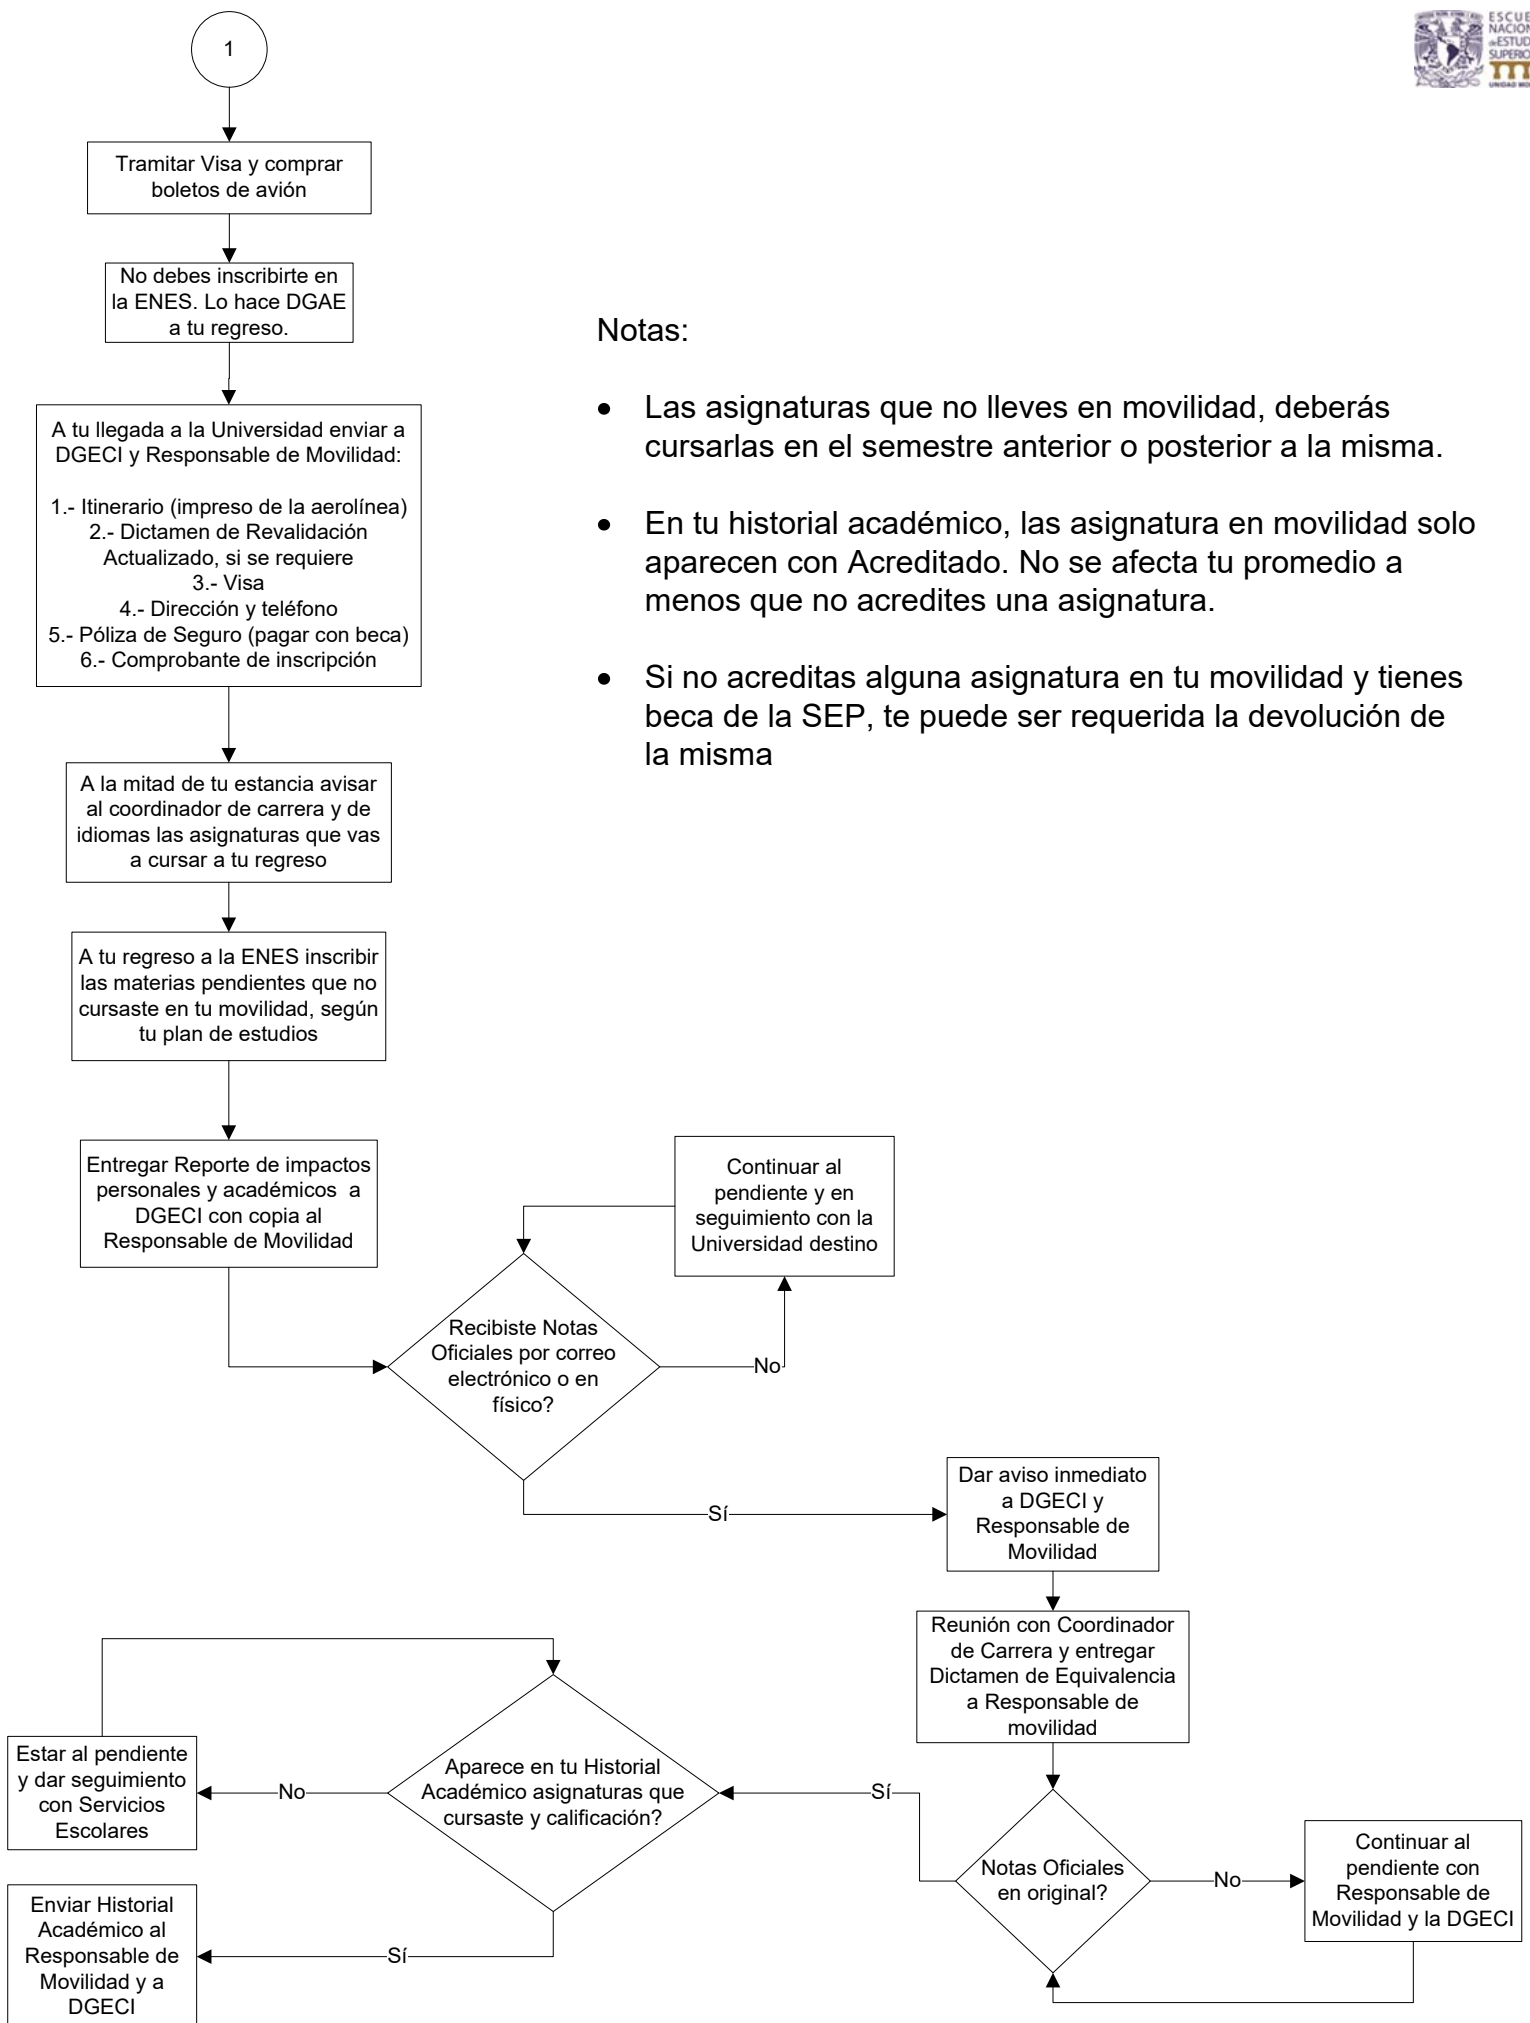 1
ESCUE
NACION
de ESTUD
SUPERIO
UNIDAD MO
Tramitar Visa y comprar
boletos de avión
No debes inscribirte en
la ENES. Lo hace DGAE
a tu regreso.
A tu llegada a la Universidad enviar a
DGECI y Responsable de Movilidad:
1.- Itinerario (impreso de la aerolínea)
2.- Dictamen de Revalidación
Actualizado, si se requiere
3.- Visa
4.- Dirección y teléfono
5.- Póliza de Seguro (pagar con beca)
6.- Comprobante de inscripción
Notas:
• Las asignaturas que no lleves en movilidad, deberás
cursarlas en el semestre anterior o posterior a la misma.
• En tu historial académico, las asignatura en movilidad solo
aparecen con Acreditado. No se afecta tu promedio a
menos que no acredites una asignatura.
• Si no acreditas alguna asignatura en tu movilidad y tienes
beca de la SEP, te puede ser requerida la devolución de
la misma
A la mitad de tu estancia avisar
al coordinador de carrera y de
idiomas las asignaturas que vas
a cursar a tu regreso
A tu regreso a la ENES inscribir
las materias pendientes que no
cursaste en tu movilidad, según
tu plan de estudios
Entregar Reporte de impactos
personales y académicos a
DGECI con copia al
Responsable de Movilidad
Continuar al
pendiente y en
seguimiento con la
Universidad destino
Recibiste Notas
Oficiales por correo
electrónico o en
físico?
No
Sí
Dar aviso inmediato
a DGECI y
Responsable de
Movilidad
Reunión con Coordinador
de Carrera y entregar
Dictamen de Equivalencia
a Responsable de
movilidad
Notas Oficiales
en original?
No
Continuar al
pendiente con
Responsable de
Movilidad y la DGECI
Sí
Aparece en tu Historial
Académico asignaturas que
cursaste y calificación?
No
Estar al pendiente
y dar seguimiento
con Servicios
Escolares
Sí
Enviar Historial
Académico al
Responsable de
Movilidad y a
DGECI